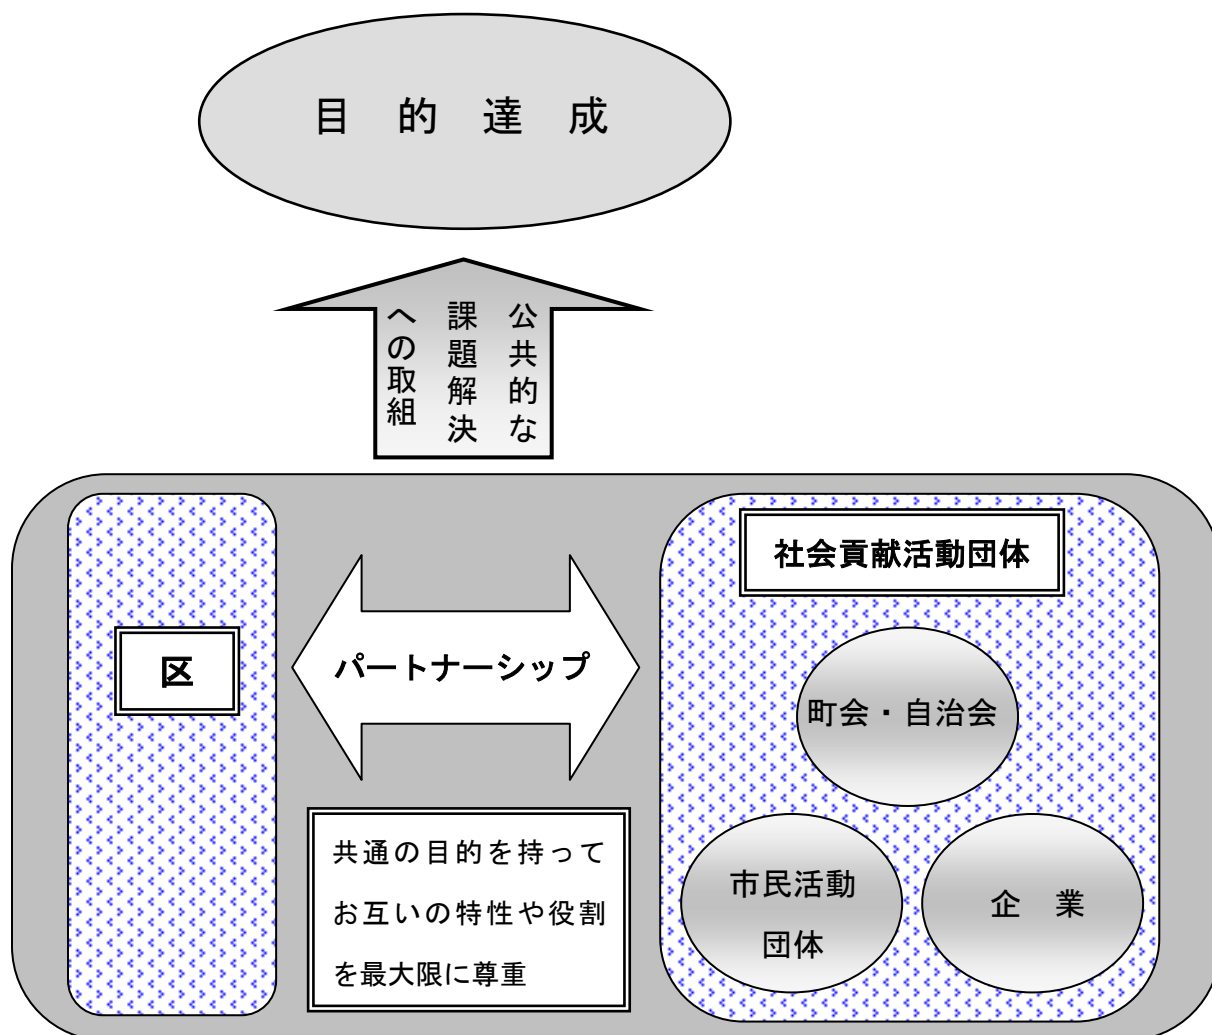 目　的　達　成
公共的な
課題解決
への取組
社会貢献活動団体
区
パートナーシップ
町会・自治会
共通の目的を持って
お互いの特性や役割
を最大限に尊重
市民活動
団体
企　業